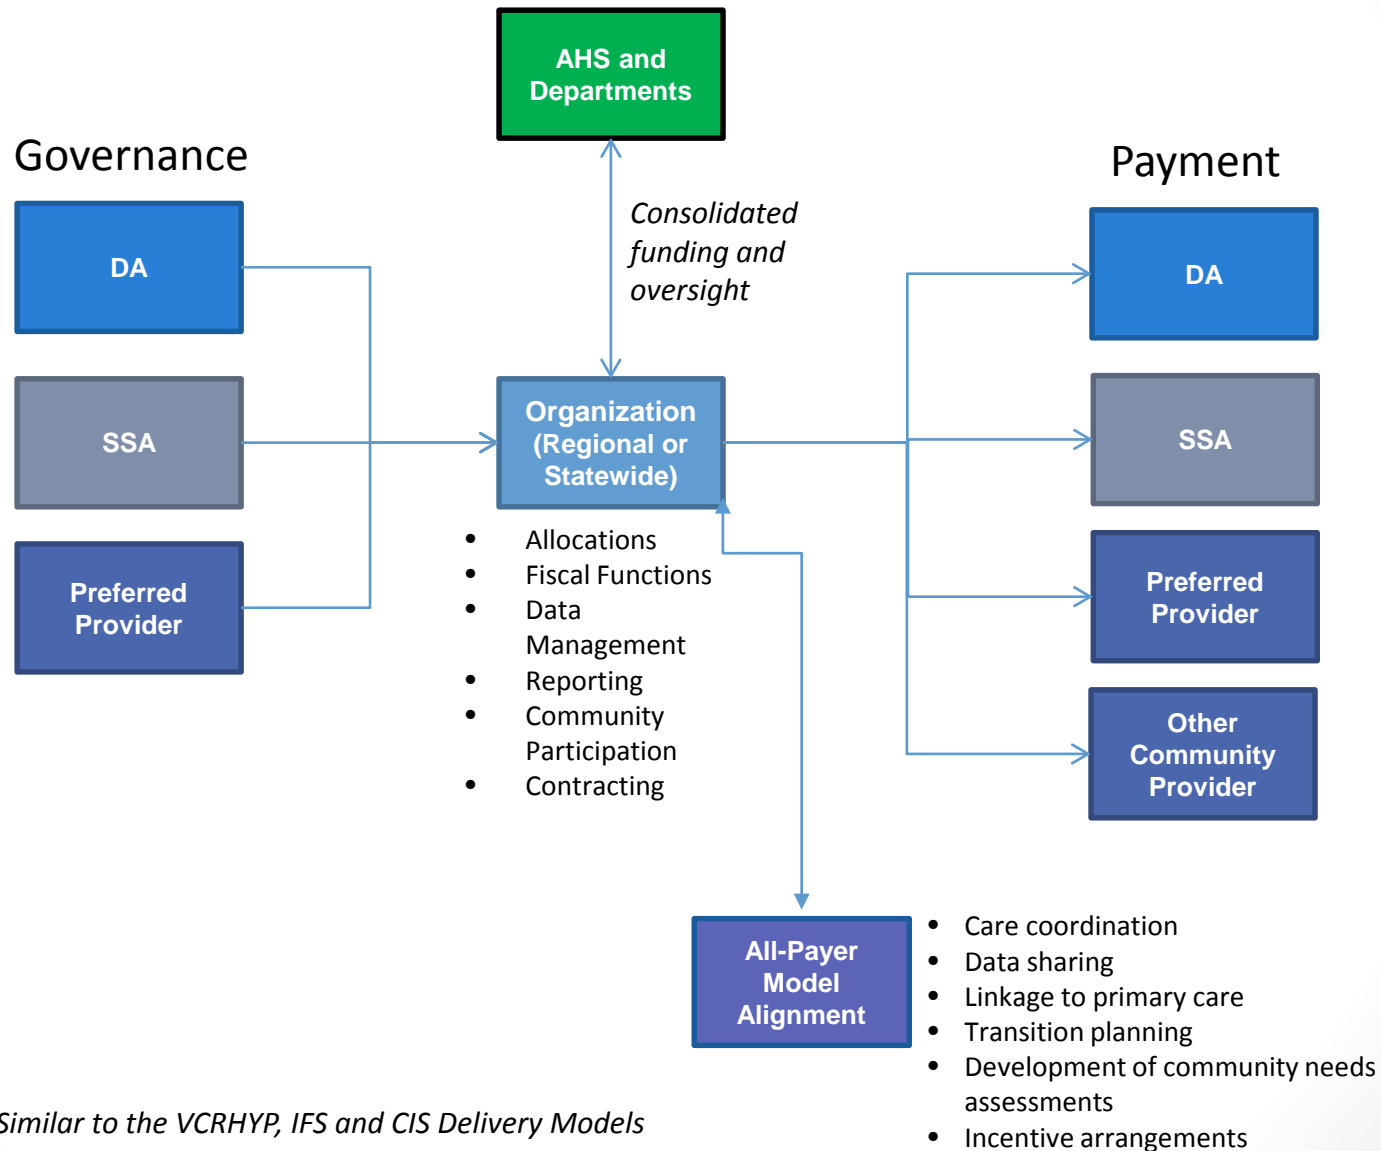 AHS and
Departments
Governance
Payment
Consolidated
funding and
oversight
DA
SSA
Preferred
Provider
Organization
(Regional or
Statewide)
• Allocations
• Fiscal Functions
• Data
Management
• Reporting
• Community
Participation
• Contracting
DA
SSA
Preferred
Provider
Other
Community
Provider
All-Payer
Model
Alignment
• Care coordination
• Data sharing
• Linkage to primary care
• Transition planning
• Development of community needs
assessments
• Incentive arrangements
Similar to the VCRHYP, IFS and CIS Delivery Models